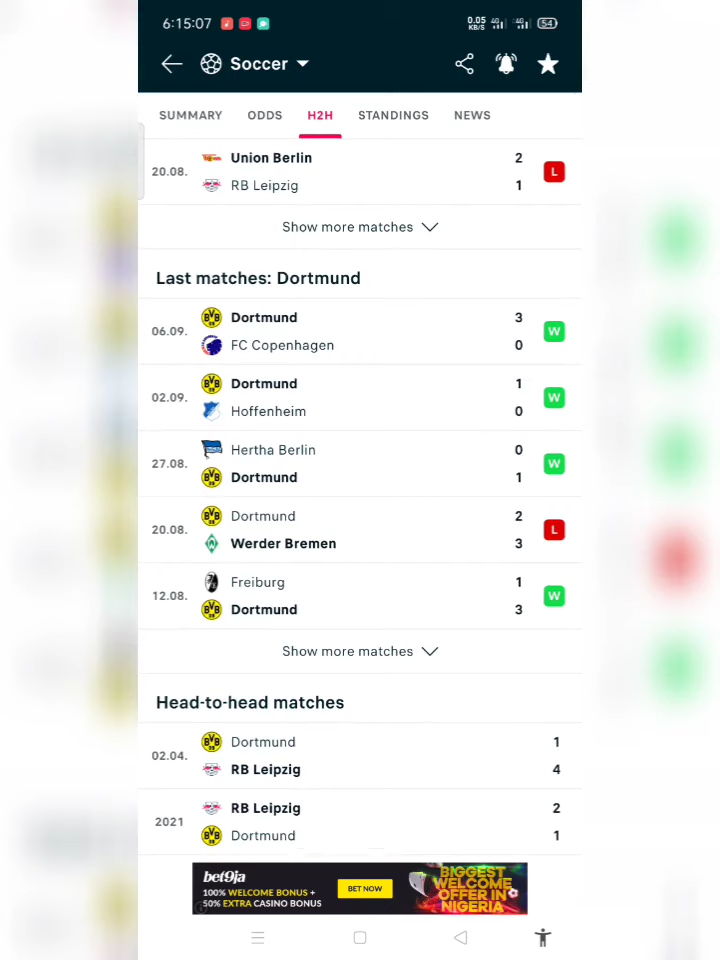 6:15:07
0.05 KB/S 4G 4G 54
Soccer
SUMMARY ODDS H2H STANDINGS NEWS
20.08. Union Berlin 2 L
RB Leipzig 1
Show more matches
Last matches: Dortmund
06.09. Dortmund 3 W
FC Copenhagen 0
02.09. Dortmund 1 W
Hoffenheim 0
27.08. Hertha Berlin 0 W
Dortmund 1
20.08. Dortmund 2 L
Werder Bremen 3
12.08. Freiburg 1 W
Dortmund 3
Show more matches
Head-to-head matches
02.04. Dortmund 1
RB Leipzig 4
2021 RB Leipzig 2
Dortmund 1
bet9ja
100% WELCOME BONUS +
50% EXTRA CASINO BONUS
BET NOW
BIGGEST
WELCOME
OFFER IN
NIGERIA